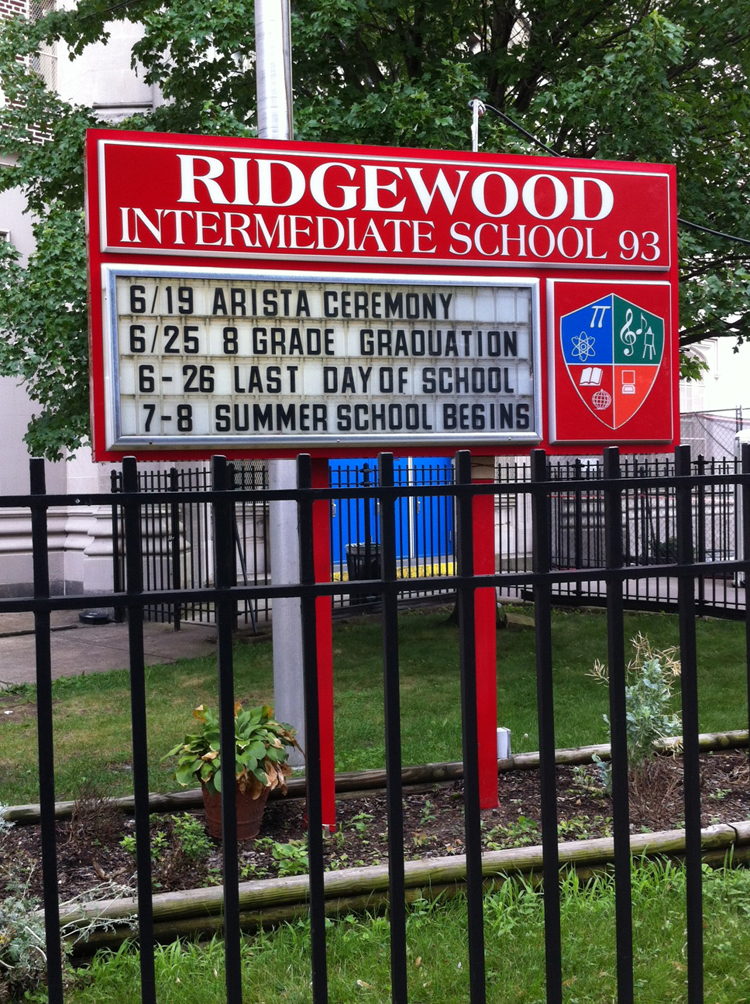 RIDGEWOOD
INTERMEDIATE SCHOOL 93
6/19 ARISTA CEREMONY
6/25 8 GRADE GRADUATION
6-26 LAST DAY OF SCHOOL
7-8 SUMMER SCHOOL BEGINS
π